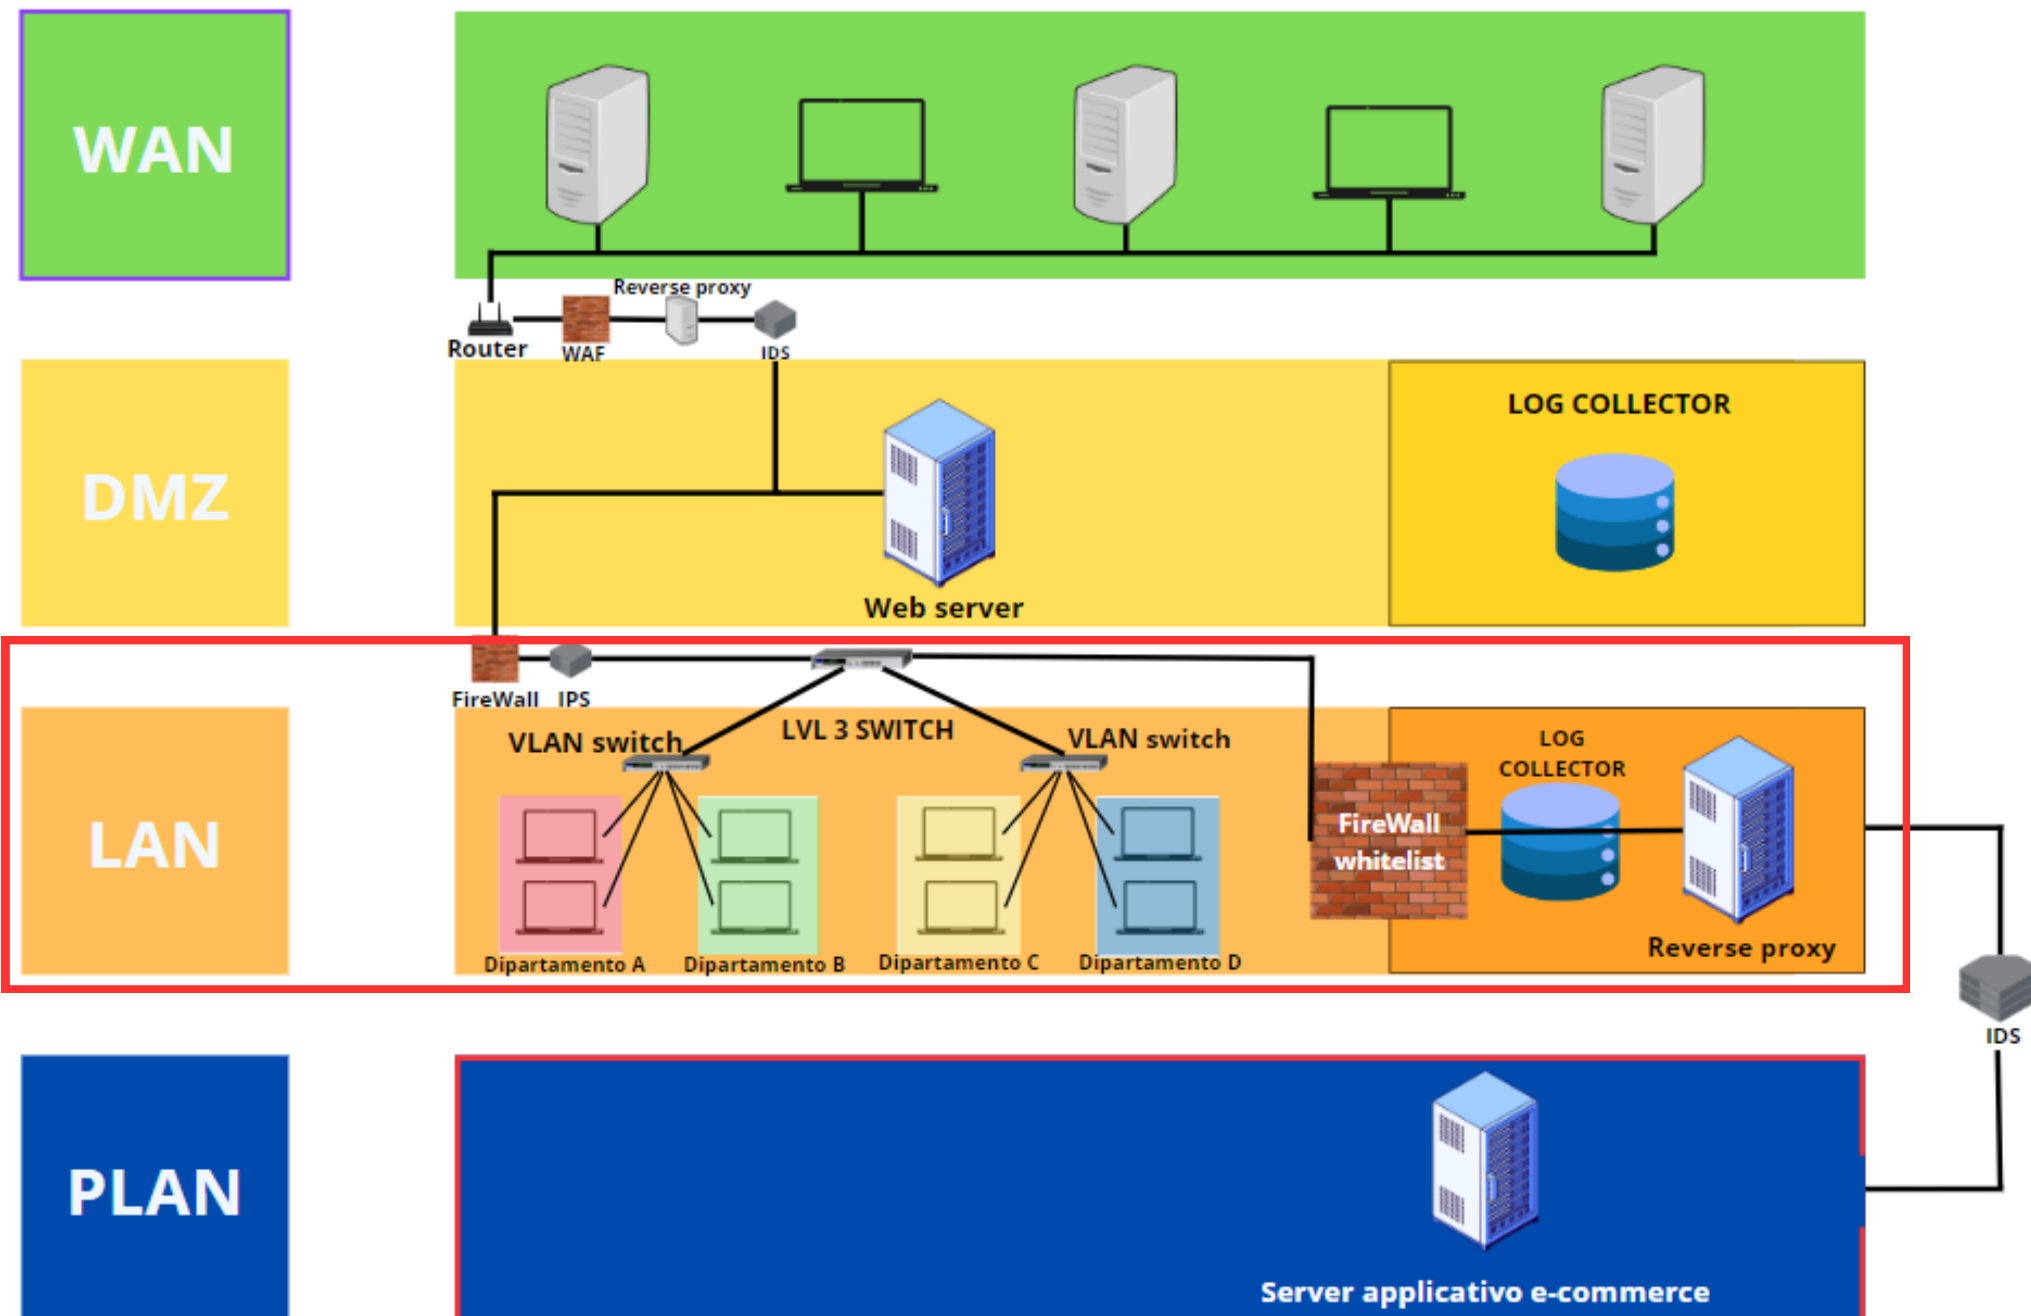 WAN
Reverse proxy
Router
WAF
IDS
DMZ
LOG COLLECTOR
Web server
FireWall
IPS
LAN
VLAN switch
LVL 3 SWITCH
VLAN switch
LOG
COLLECTOR
FireWall
whitelist
Reverse proxy
Dipartamento A
Dipartamento B
Dipartamento C
Dipartamento D
IDS
PLAN
Server applicativo e-commerce